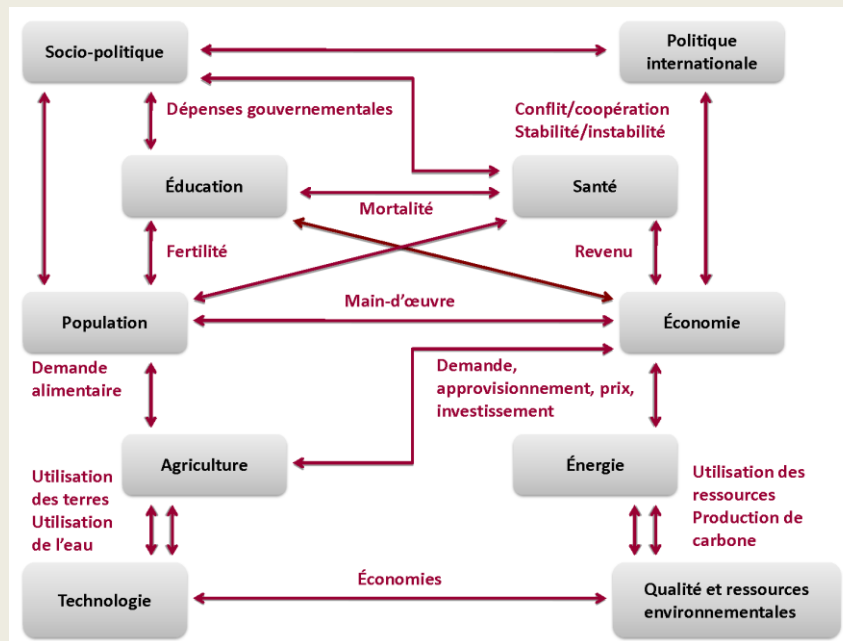 Socio-politique
Politique
internationale
Dépenses gouvernementales
Conflit/coopération
Stabilité/instabilité
Éducation
Santé
Mortalité
Fertilité
Revenu
Main-d’œuvre
Population
Économie
Demande
alimentaire
Demande,
approvisionnement, prix,
investissement
Agriculture
Énergie
Utilisation
des terres
Utilisation
de l’eau
Utilisation des
ressources
Production de
carbone
Économies
Technologie
Qualité et ressources
environnementales